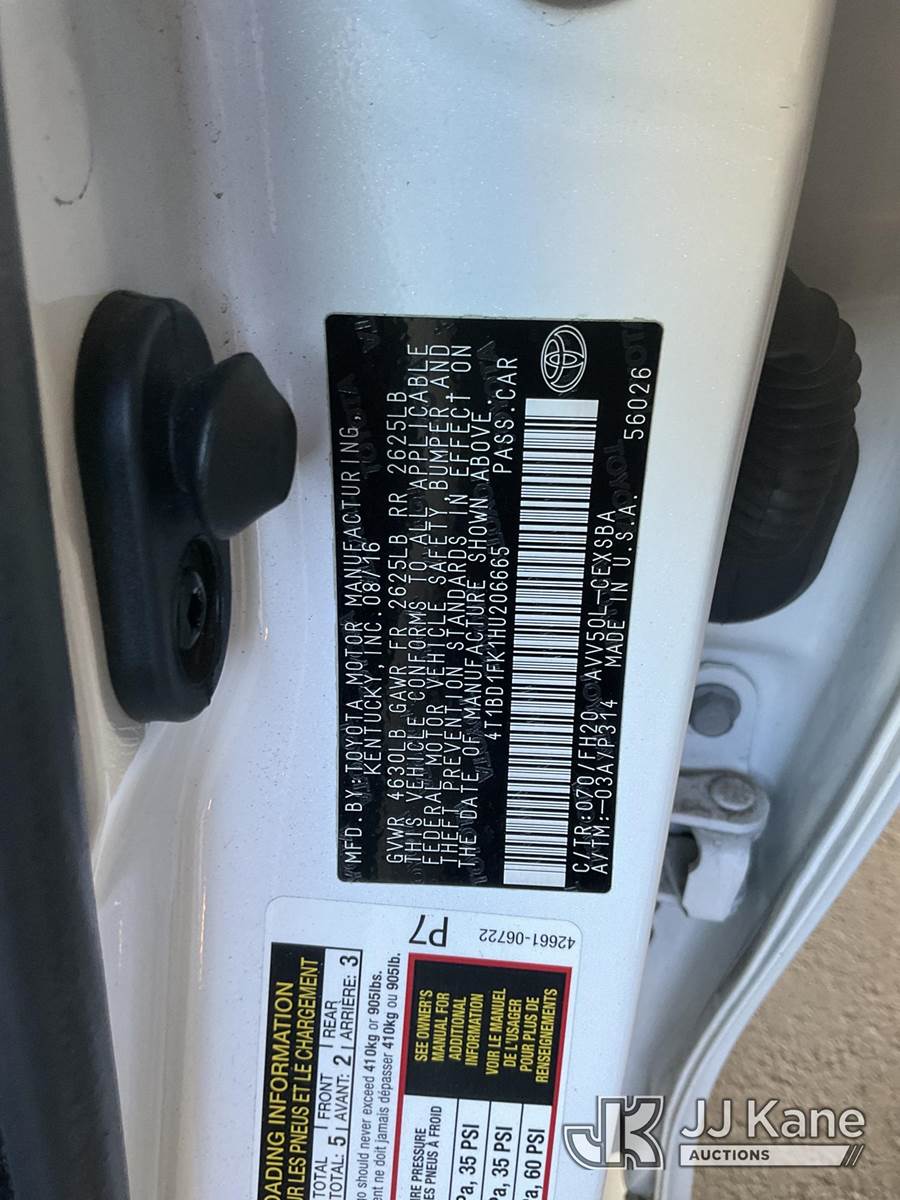 MFD. BY: TOYOTA MOTOR MANUFACTURING,
KENTUCKY, INC. 08/16
GVWR 4630LB GAWR FR 2625LB RR 2625LB
THIS VEHICLE CONFORMS TO ALL APPLICABLE
FEDERAL MOTOR VEHICLE SAFETY, BUMPER AND
THEFT PREVENTION STANDARDS IN EFFECT ON
THE DATE OF MANUFACTURE SHOWN ABOVE.
4T1BD1FK1HU206665 PASS.CAR
C/TR: 070/FH20 AVV50L-CEXSBA
A/TM: -03A/P314 MADE IN U.S.A. 56026
P7
42661-06722
ADING INFORMATION
UR LES PNEUS ET LE CHARGEMENT
TOTAL FRONT REAR
TOTAL: 5 AVANT: 2 ARRIÈRE: 3
should never exceed 410kg or 905lbs.
ne doit jamais dépasser 410kg ou 905lb.
SEE OWNER'S
MANUAL FOR
ADDITIONAL
INFORMATION
VOIR LE MANUEL
DE L'USAGER
POUR PLUS DE
RENSEIGNEMENTS
PRESSURE
PNEUS À FROID
a, 35 PSI
a, 35 PSI
a, 60 PSI
JK JJ Kane
AUCTIONS